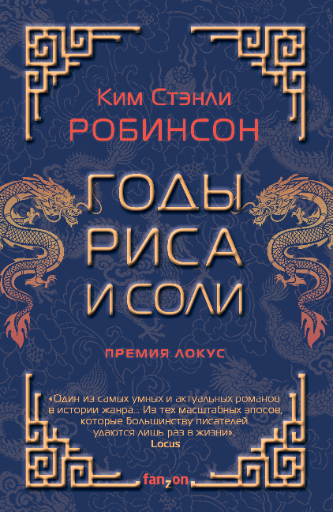 Ким Стэнли
РОБИНСОН
ГОДЫ
РИСА
И СОЛИ
ПРЕМИЯ ЛОКУС
«Один из самых умных и актуальных романов
в истории жанра... Из тех масштабных эпосов,
которые большинству писателей
удаются лишь раз в жизни».
Locus
fanzon